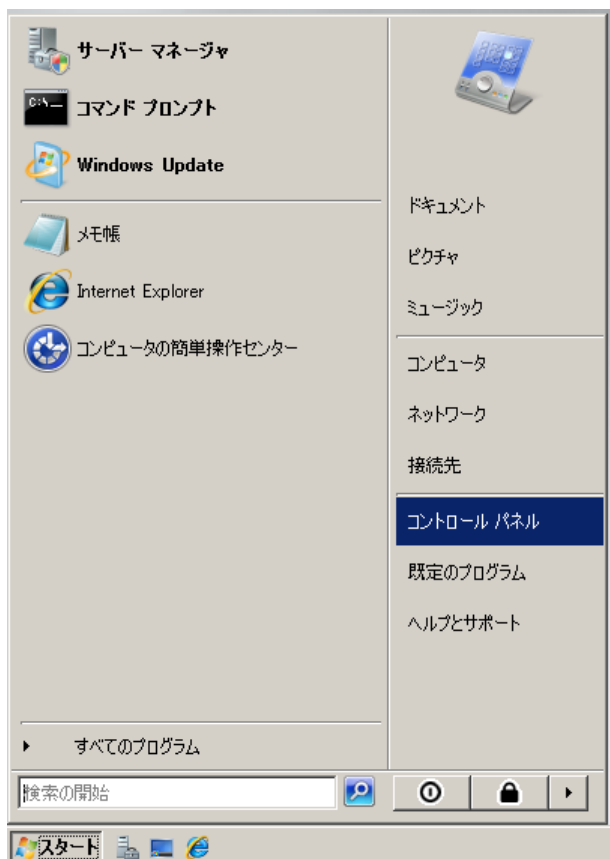 サーバー マネージャ
C:\
コマンド プロンプト
Windows Update
メモ帳
Internet Explorer
コンピュータの簡単操作センター
すべてのプログラム
検索の開始
ドキュメント
ピクチャ
ミュージック
コンピュータ
ネットワーク
接続先
コントロール パネル
既定のプログラム
ヘルプとサポート
スタート